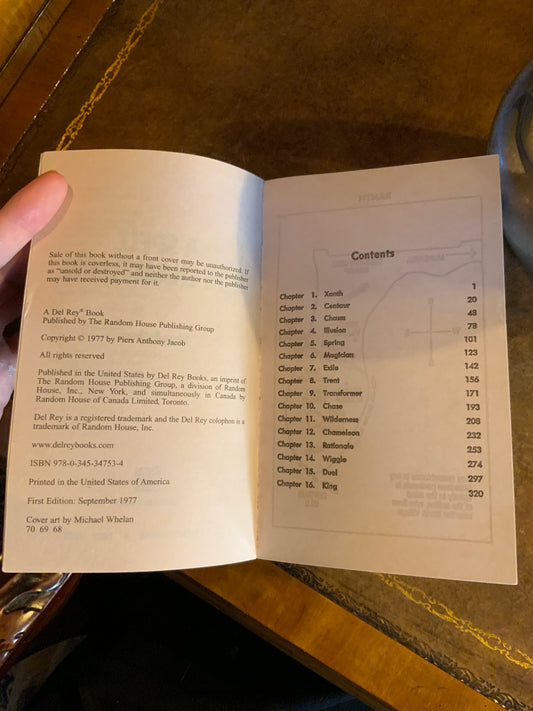 Sale of this book without a front cover may be unauthorized. If
this book is coverless, it may have been reported to the publisher
as "unsold or destroyed" and neither the author nor the publisher
may have received payment for it.
A Del Rey® Book
Published by The Random House Publishing Group
Copyright © 1977 by Piers Anthony Jacob
All rights reserved
Published in the United States by Del Rey Books, an imprint of
The Random House Publishing Group, a division of Random
House, Inc., New York, and simultaneously in Canada by
Random House of Canada Limited, Toronto.
Del Rey is a registered trademark and the Del Rey colophon is a
trademark of Random House, Inc.
www.delreybooks.com
ISBN 978-0-345-34753-4
Printed in the United States of America
First Edition: September 1977
Cover art by Michael Whelan
70 69 68
XANTH
Contents
Chapter 1. Xanth 1
Chapter 2. Centaur 20
Chapter 3. Chasm 48
Chapter 4. Illusion 78
Chapter 5. Spring 101
Chapter 6. Magician 123
Chapter 7. Exile 142
Chapter 8. Trent 156
Chapter 9. Transformer 171
Chapter 10. Chase 193
Chapter 11. Wilderness 208
Chapter 12. Chameleon 232
Chapter 13. Rationale 253
Chapter 14. Wiggle 274
Chapter 15. Duel 297
Chapter 16. King 320